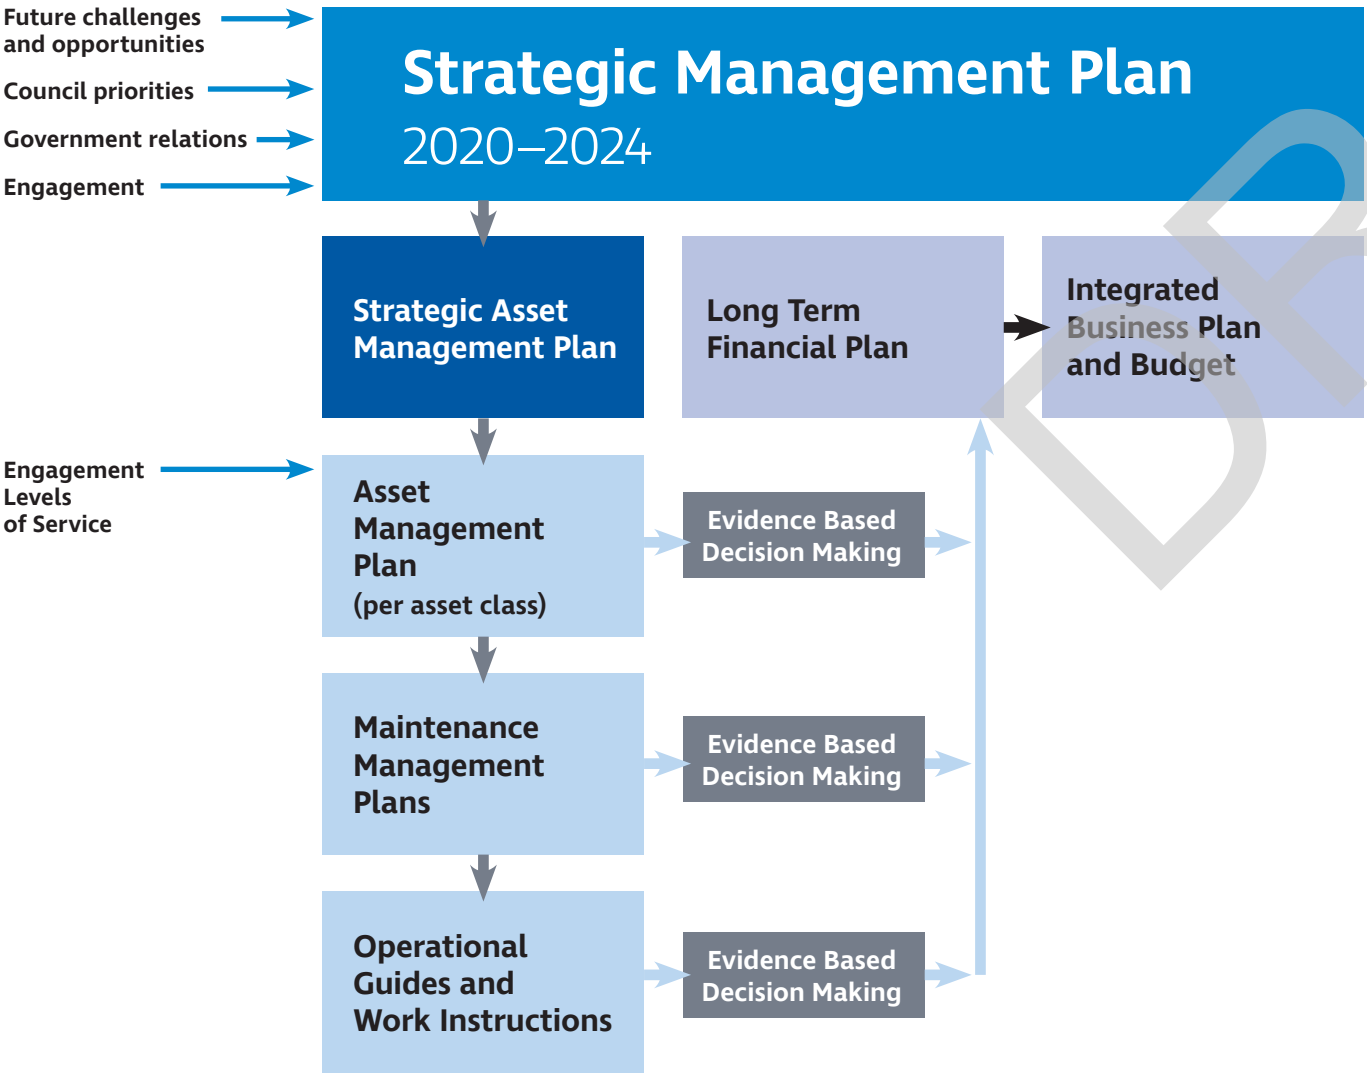 Future challenges
and opportunities
Council priorities
Government relations
Engagement
Strategic Management Plan
2020–2024
Strategic Asset
Management Plan
Long Term
Financial Plan
Integrated
Business Plan
and Budget
Engagement
Levels
of Service
Asset
Management
Plan
(per asset class)
Evidence Based
Decision Making
Maintenance
Management
Plans
Evidence Based
Decision Making
Operational
Guides and
Work Instructions
Evidence Based
Decision Making
DR